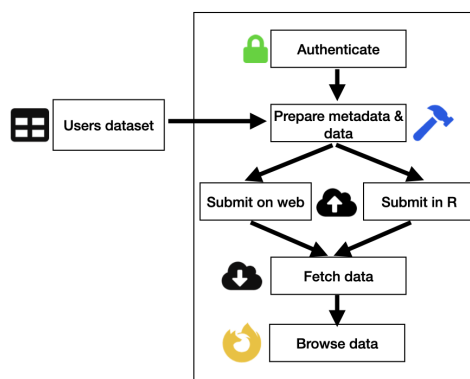 Authenticate
Users dataset
Prepare metadata &
data
Submit on web
Submit in R
Fetch data
Browse data